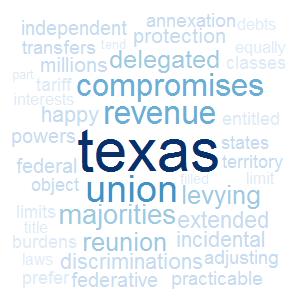 annexation debts
independent protection
transfers tend equally
millions delegated classes
part compromises
tariff
interests revenue
happy entitled
powers texas states
federal territory
object union filled limit
levying
limits majorities extended
title
burdens reunion incidental
laws discriminations adjusting
prefer federative practicable